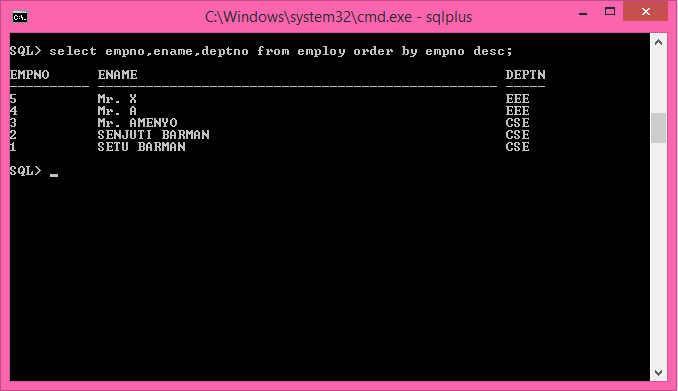 C:\Windows\system32\cmd.exe - sqlplus
SQL> select empno,ename,deptno from employ order by empno desc;
EMPNO ENAME DEPTN
---------- -------------------------------------------------- -----
5 Mr. X EEE
4 Mr. A EEE
3 Mr. AMENYO CSE
2 SENJUTI BARMAN CSE
1 SETU BARMAN CSE
SQL> _